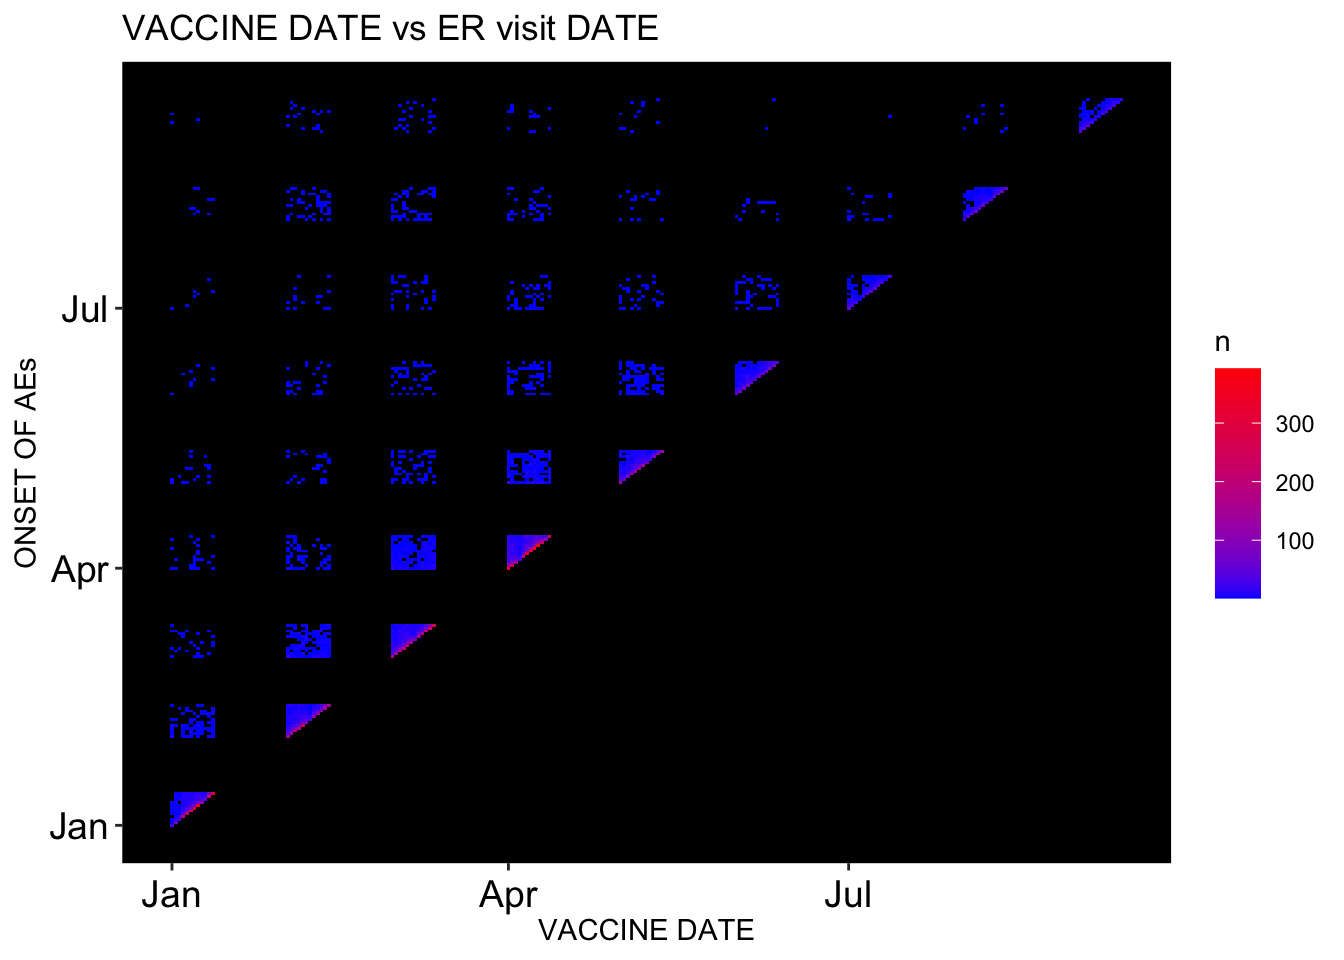 VACCINE DATE vs ER visit DATE
Jul
Apr
Jan
ONSET OF AEs
Jan
Apr
Jul
VACCINE DATE
n
300
200
100